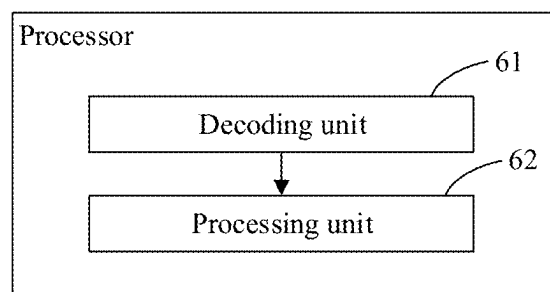 Processor
61
Decoding unit
62
Processing unit